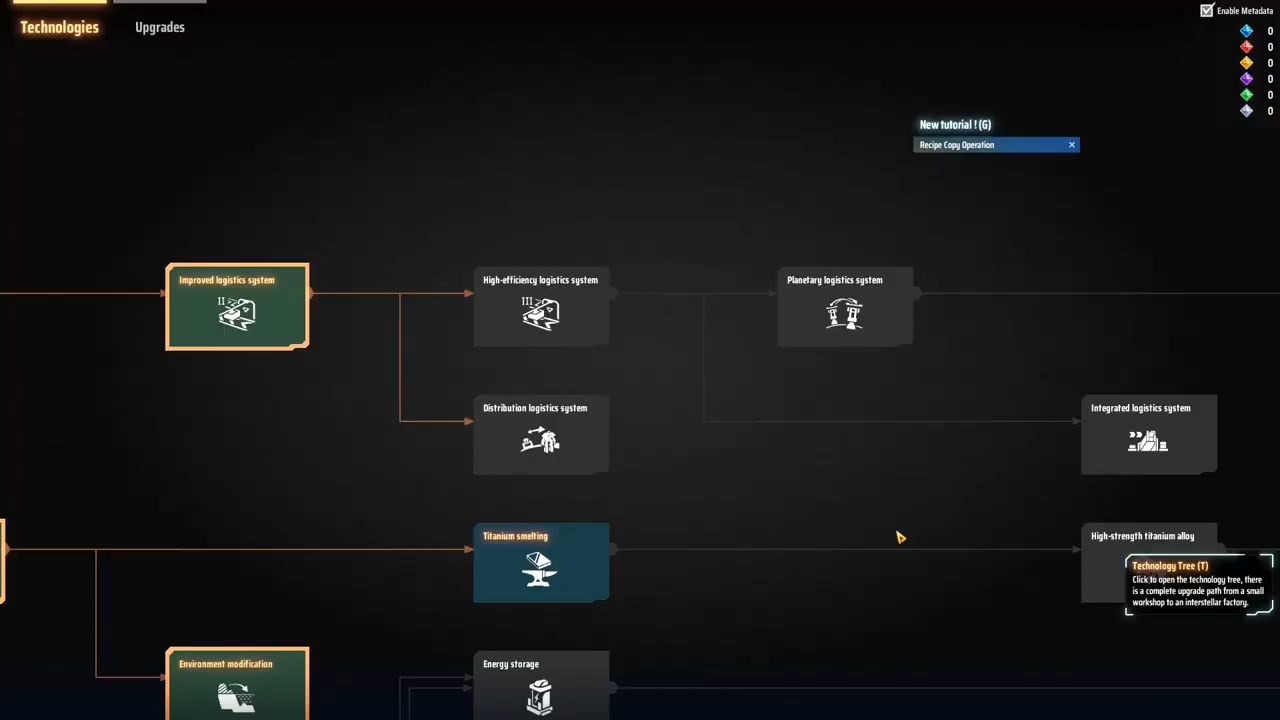 Technologies
Upgrades
Enable Metadata
0
0
0
0
0
0
New tutorial ! (G)
Recipe Copy Operation
Improved logistics system
II
High-efficiency logistics system
III
Planetary logistics system
Distribution logistics system
Integrated logistics system
Titanium smelting
High-strength titanium alloy
Technology Tree (T)
Click to open the technology tree, there
is a complete upgrade path from a small
workshop to an interstellar factory.
Environment modification
Energy storage